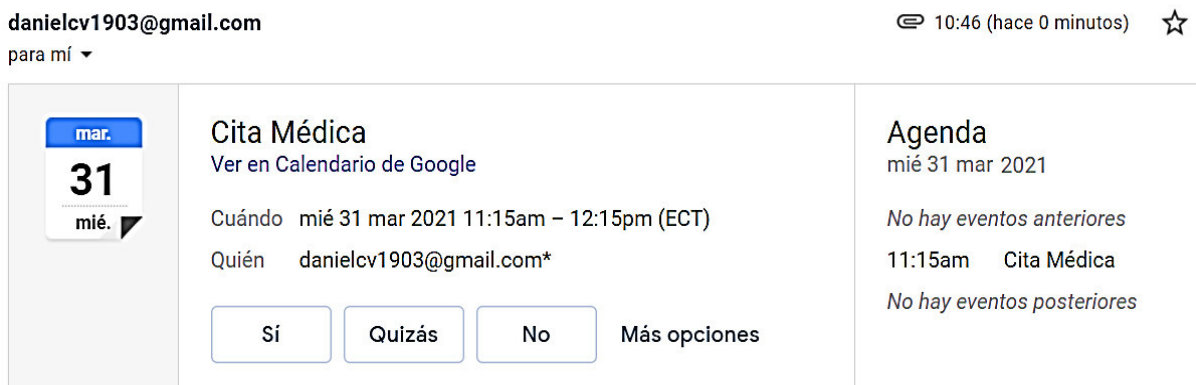 danielcv1903@gmail.com
10:46 (hace 0 minutos)
para mí
mar.
31
mié.
Cita Médica
Ver en Calendario de Google
Cuándo mié 31 mar 2021 11:15am – 12:15pm (ECT)
Quién danielcv1903@gmail.com*
Sí Quizás No Más opciones
Agenda
mié 31 mar 2021
No hay eventos anteriores
11:15am Cita Médica
No hay eventos posteriores